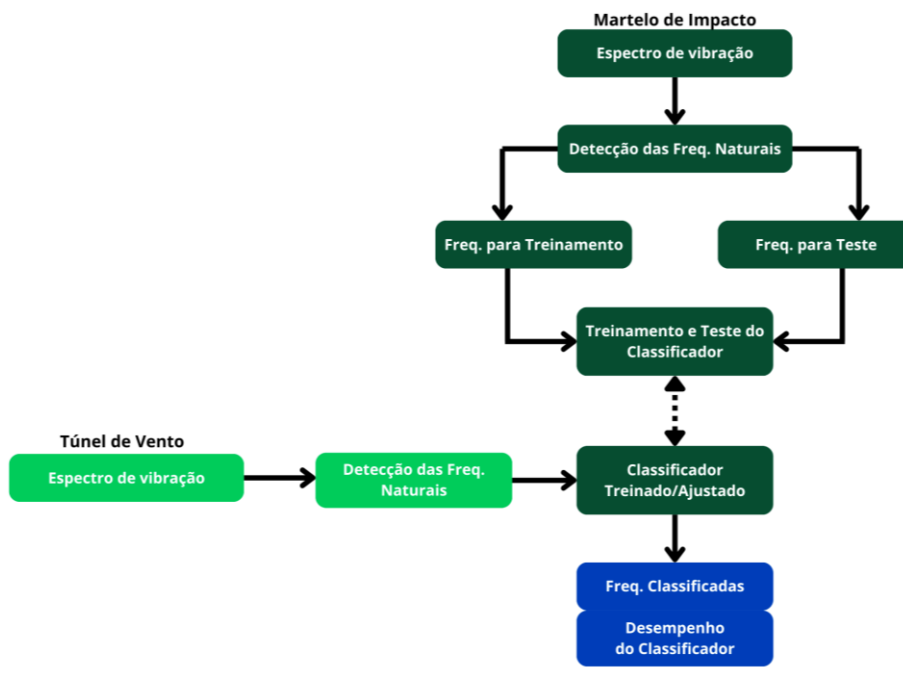 Martelo de Impacto
Espectro de vibração
Detecção das Freq. Naturais
Freq. para Treinamento
Freq. para Teste
Treinamento e Teste do
Classificador
Túnel de Vento
Espectro de vibração
Detecção das Freq.
Naturais
Classificador
Treinado/Ajustado
Freq. Classificadas
Desempenho
do Classificador